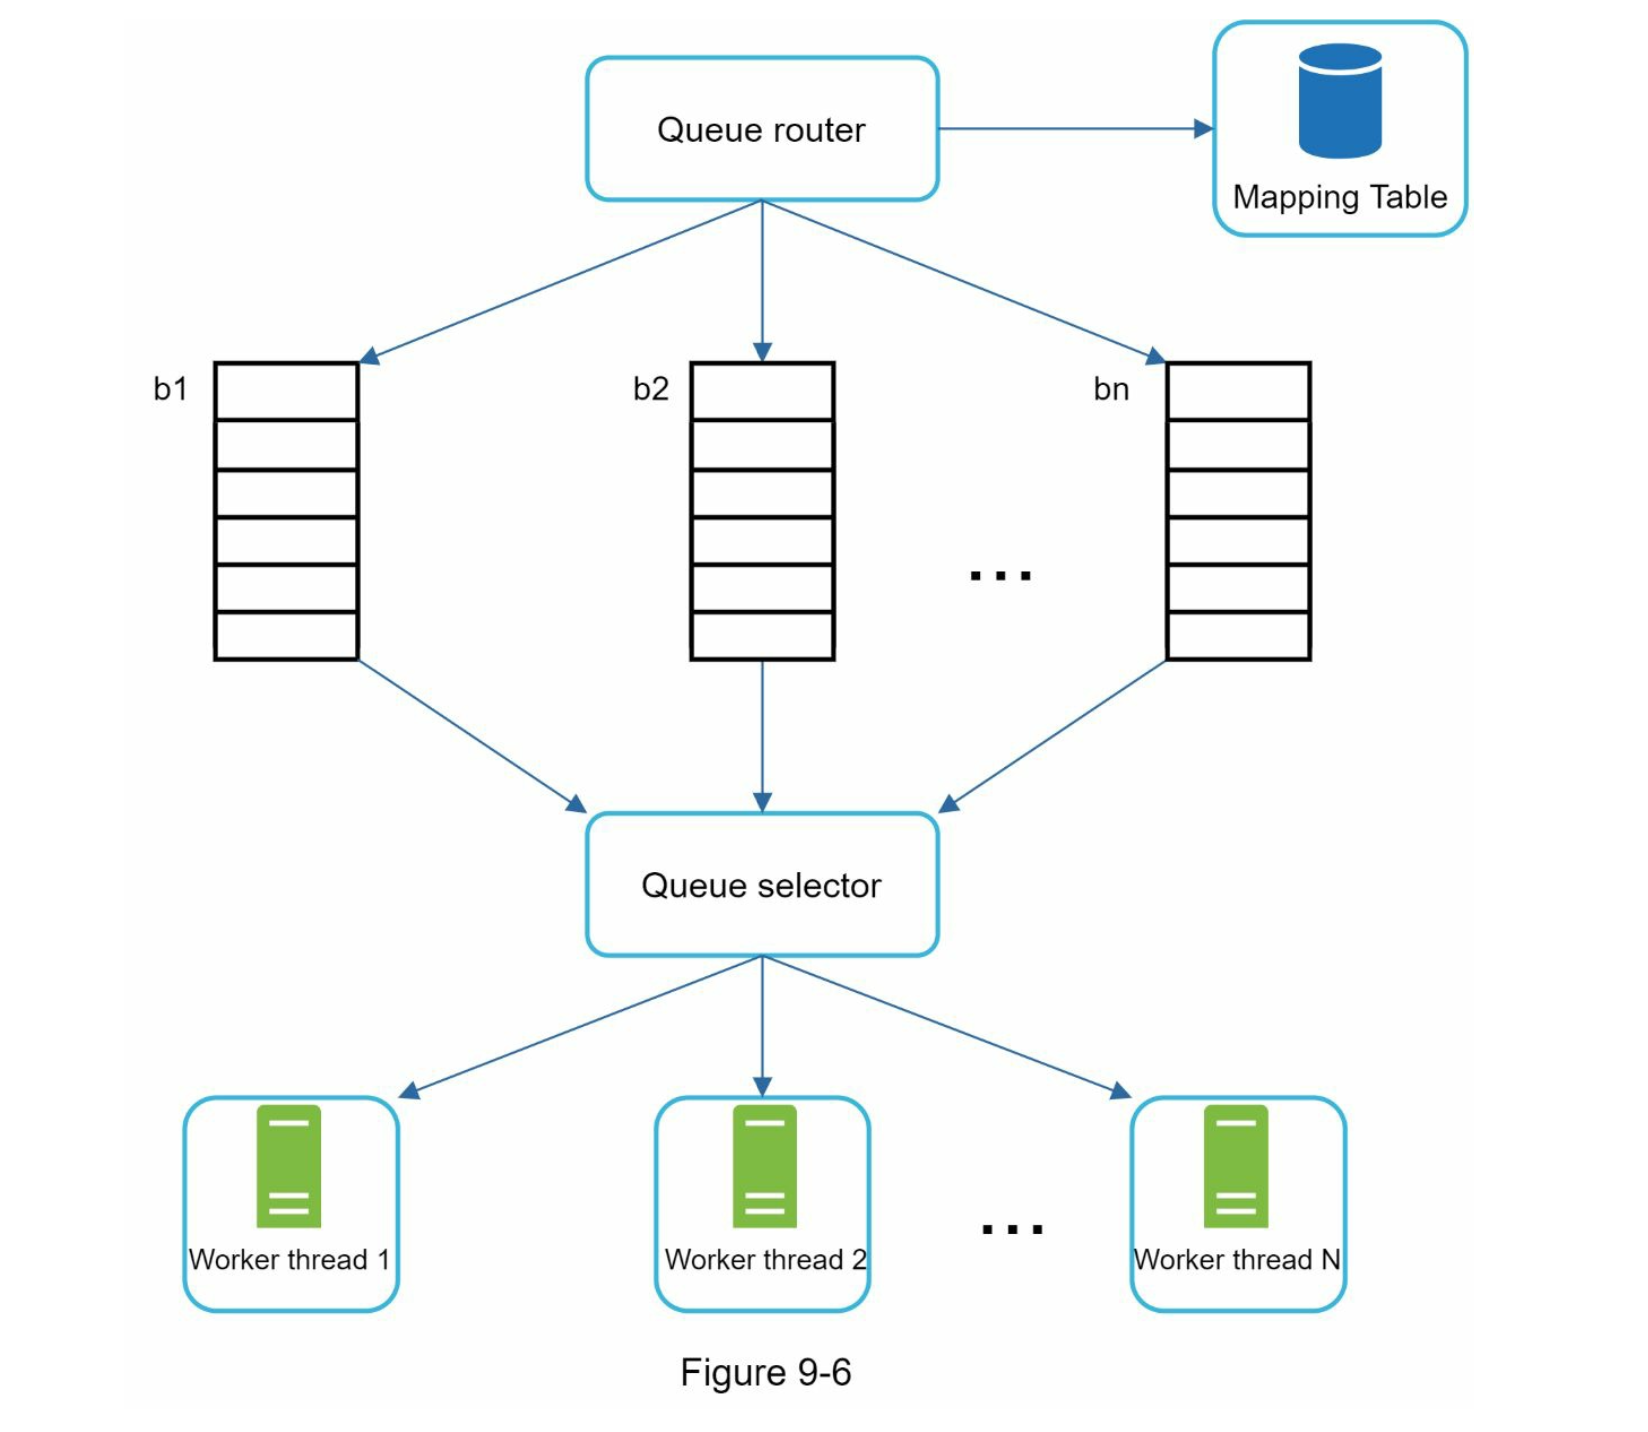 Queue router
Mapping Table
b1
b2
bn
...
Queue selector
Worker thread 1
Worker thread 2
...
Worker thread N
Figure 9-6